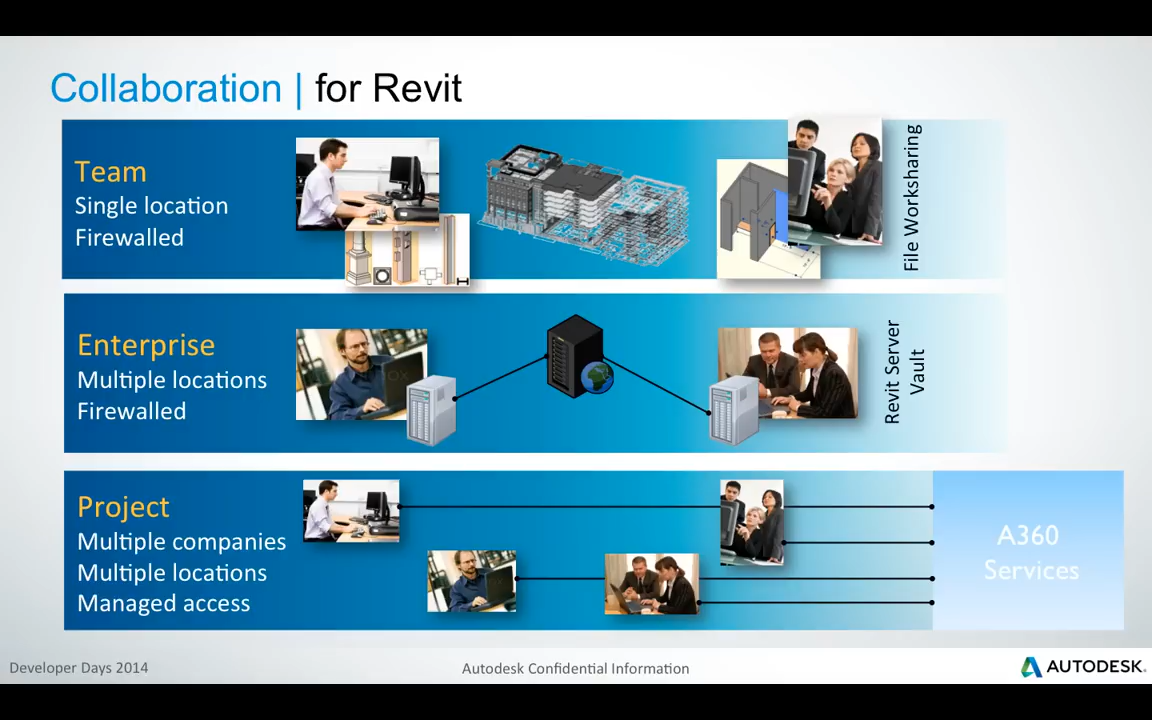 Collaboration | for Revit
Team
Single location
Firewalled
File Worksharing
Enterprise
Multiple locations
Firewalled
Revit Server
Vault
Project
Multiple companies
Multiple locations
Managed access
A360
Services
Developer Days 2014
Autodesk Confidential Information
AUTODESK.